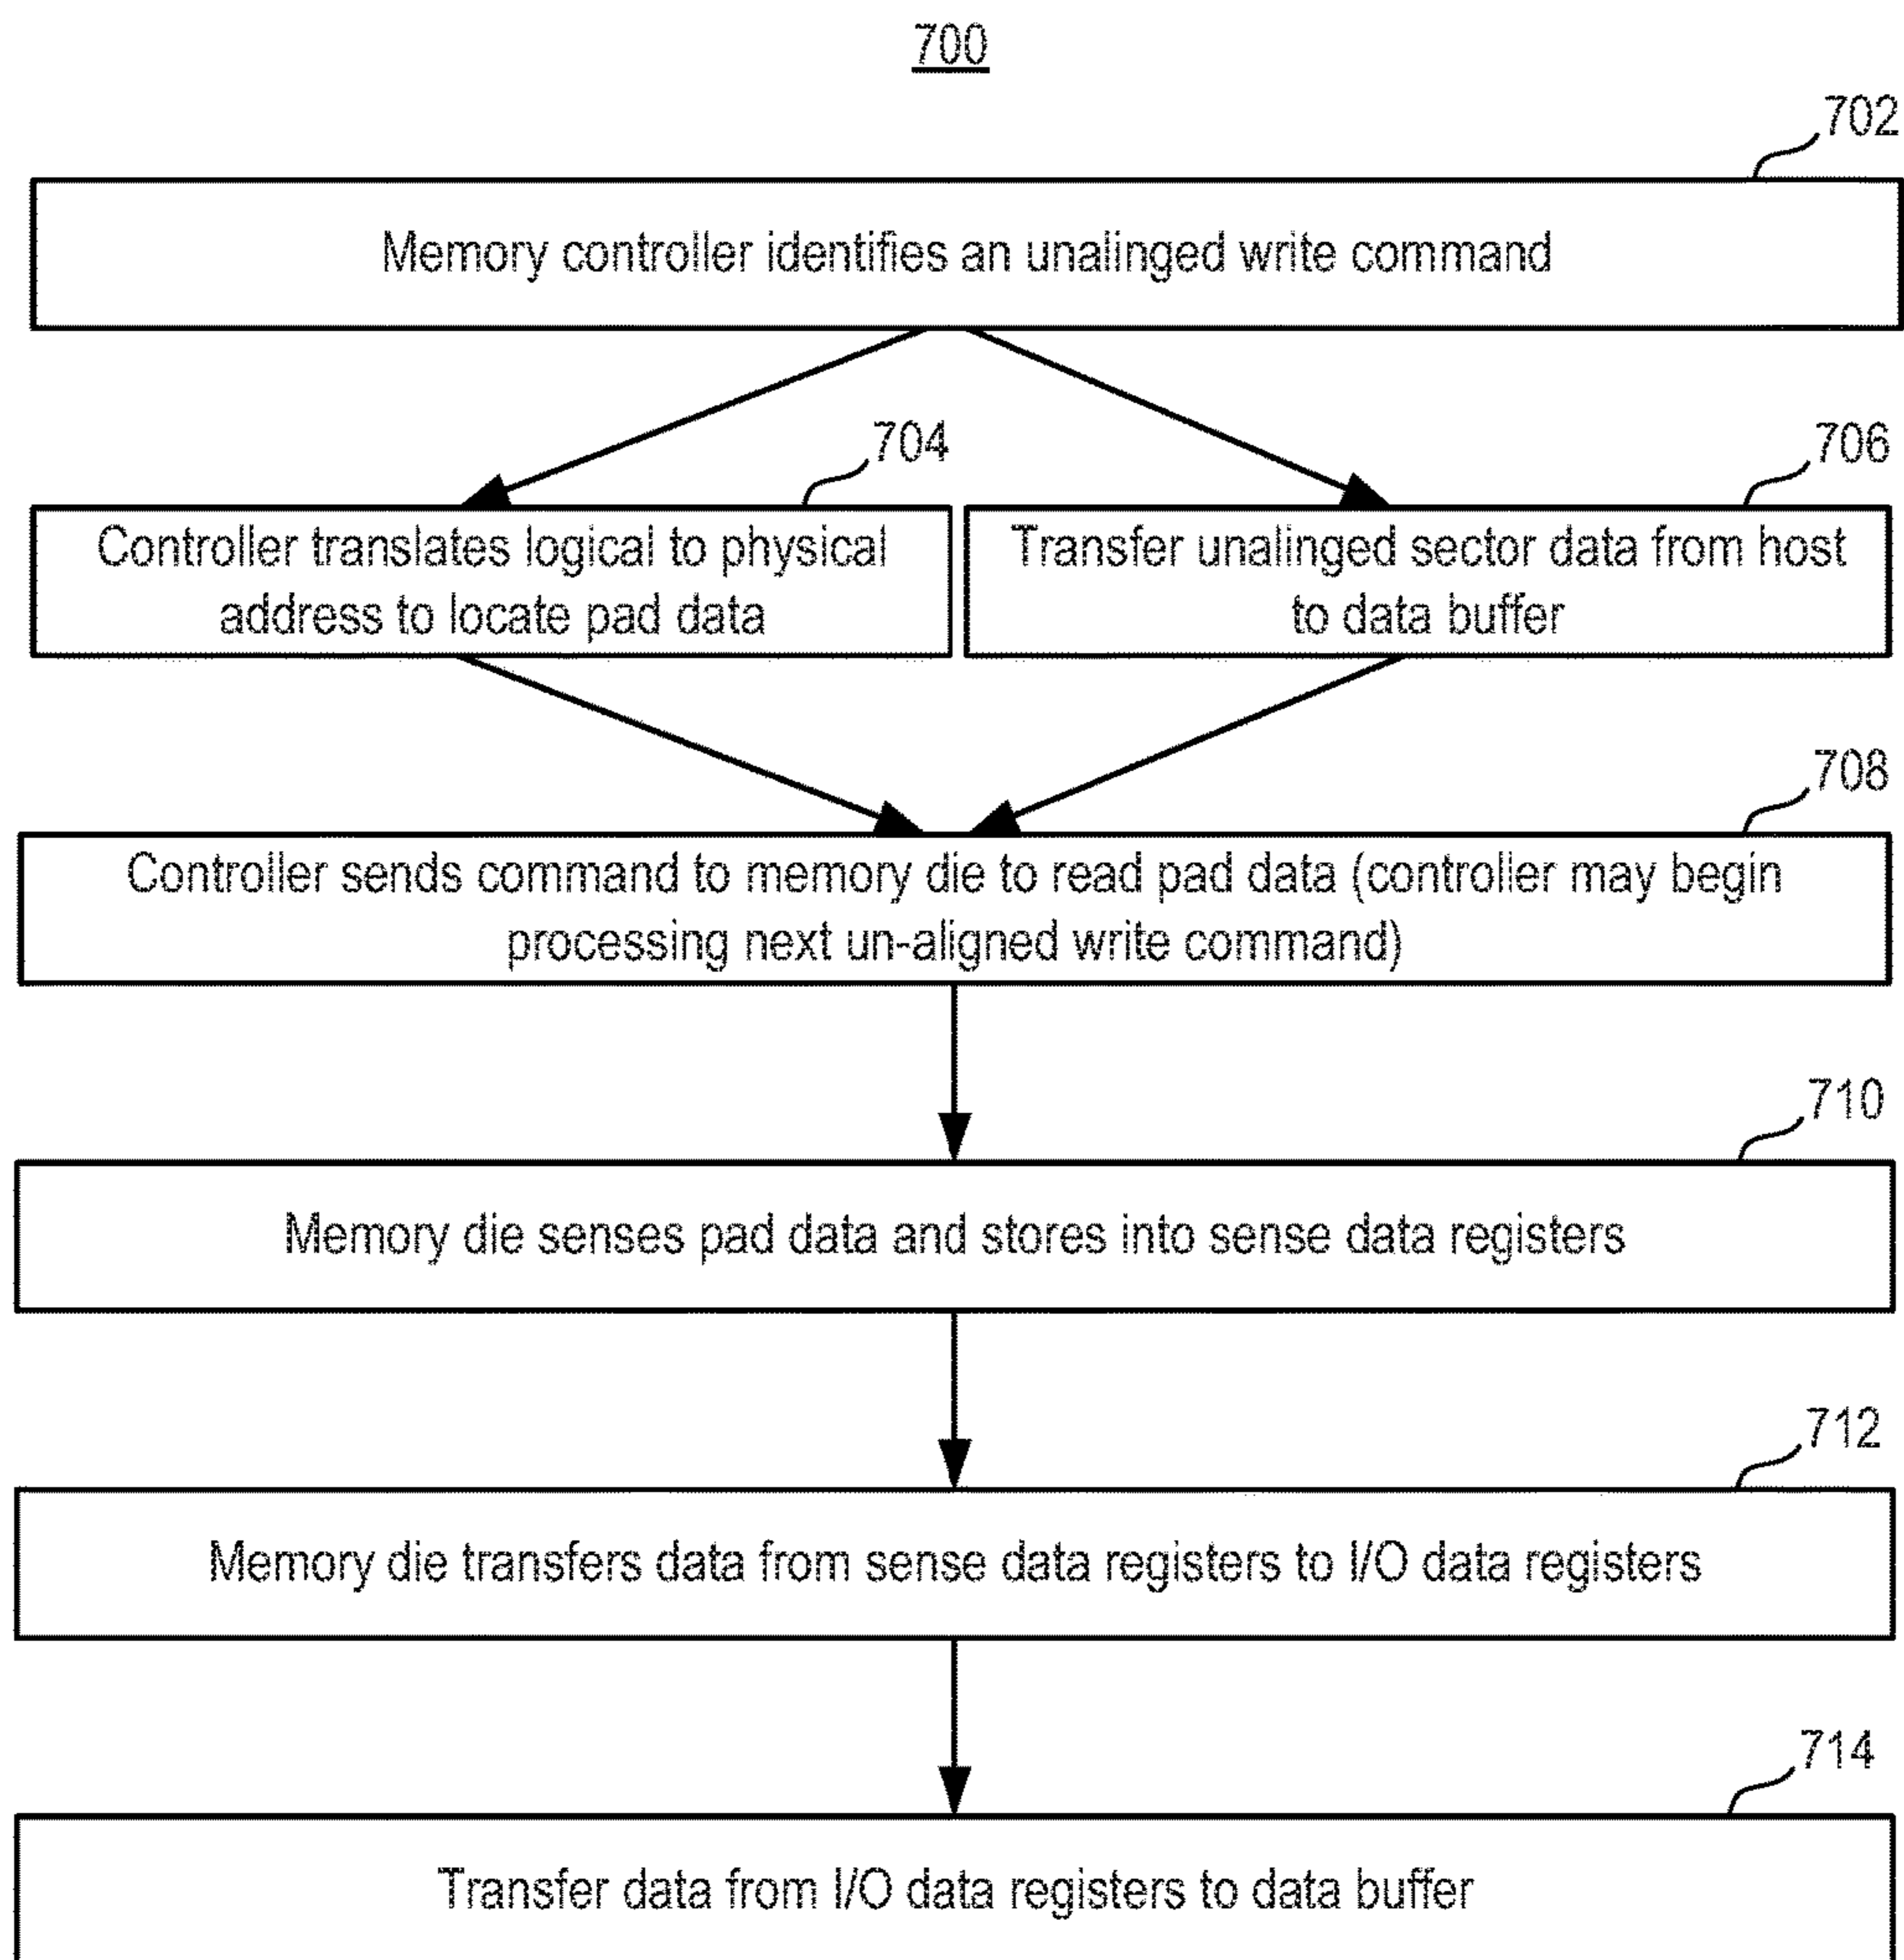 700
702
Memory controller identifies an unalinged write command
704
706
Controller translates logical to physical
address to locate pad data
Transfer unalinged sector data from host
to data buffer
708
Controller sends command to memory die to read pad data (controller may begin
processing next un-aligned write command)
710
Memory die senses pad data and stores into sense data registers
712
Memory die transfers data from sense data registers to I/O data registers
714
Transfer data from I/O data registers to data buffer